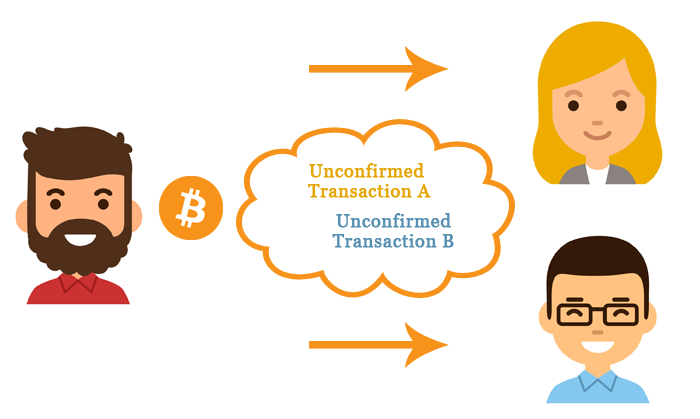 Unconfirmed
Transaction A
Unconfirmed
Transaction B